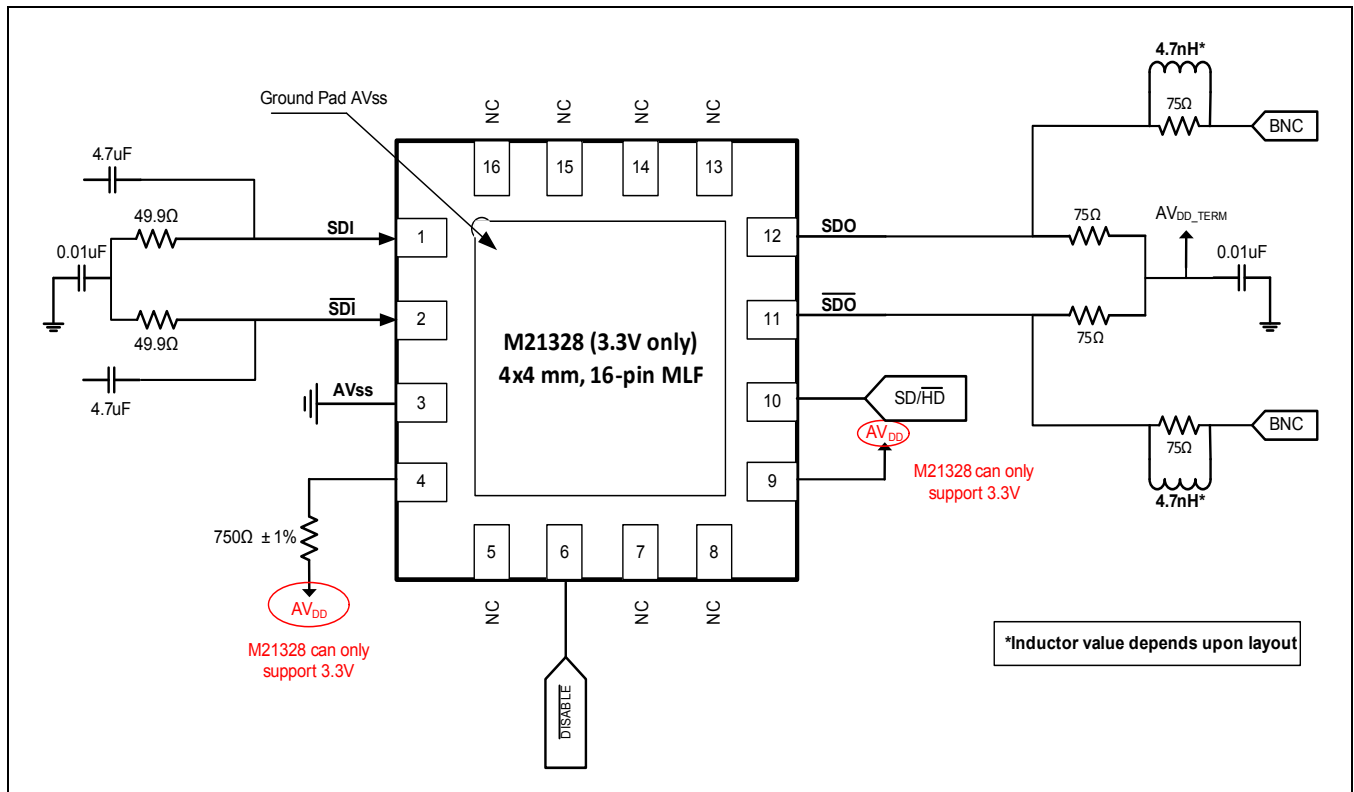 4.7nH*
75Ω
BNC
Ground Pad AVss
NC
NC
NC
NC
16
15
14
13
4.7uF
49.9Ω
SDI
1
0.01uF
49.9Ω
S̅D̅I̅
2
4.7uF
AVss
3
4
750Ω ± 1%
AVDD
M21328 can only
support 3.3V
M21328 (3.3V only)
4x4 mm, 16-pin MLF
12
SDO
75Ω
AVDD_TERM
0.01uF
11
S̅D̅O̅
75Ω
10
SD/H̅D̅
AVDD
9
M21328 can only
support 3.3V
75Ω
BNC
4.7nH*
5
6
7
8
NC
NC
NC
D̅I̅S̅A̅B̅L̅E̅
*Inductor value depends upon layout